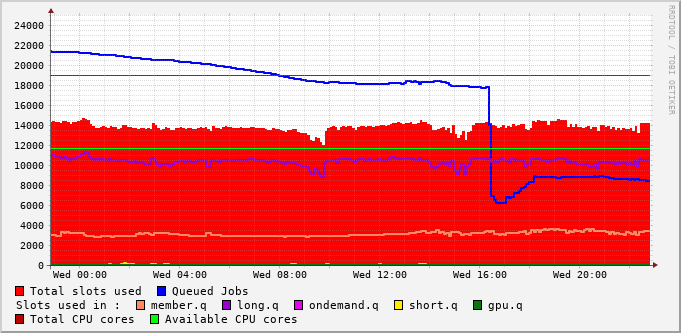 RRDTOOL / TOBI OETIKER
24000
22000
20000
18000
16000
14000
12000
10000
8000
6000
4000
2000
0
Wed 00:00 Wed 04:00 Wed 08:00 Wed 12:00 Wed 16:00 Wed 20:00
Total slots used Queued Jobs
Slots used in : member.q long.q ondemand.q short.q gpu.q
Total CPU cores Available CPU cores